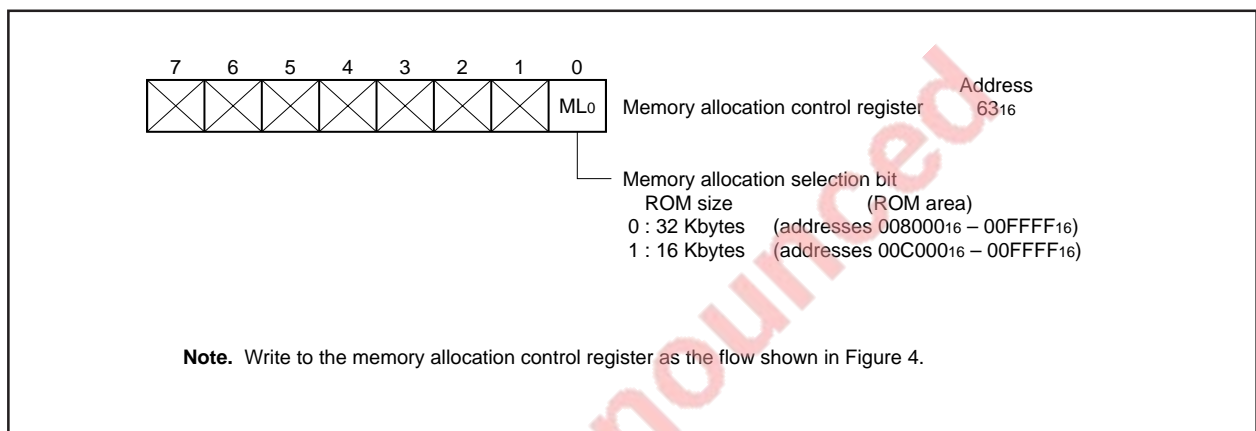 7 6 5 4 3 2 1 0
ML0 Memory allocation control register Address 6316
Memory allocation selection bit
ROM size (ROM area)
0 : 32 Kbytes (addresses 00800016 – 00FFFF16)
1 : 16 Kbytes (addresses 00C00016 – 00FFFF16)
Note. Write to the memory allocation control register as the flow shown in Figure 4.
nounced